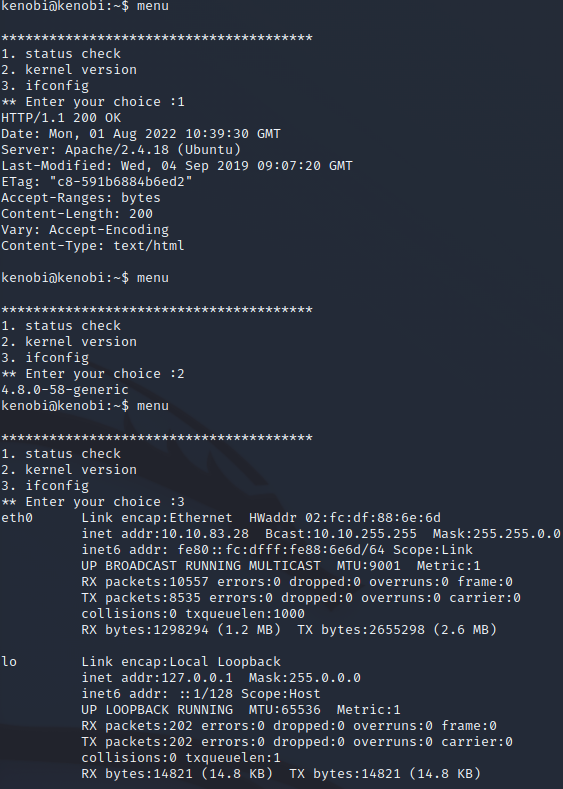 kenobi@kenobi:~$ menu
***************************************
1. status check
2. kernel version
3. ifconfig
** Enter your choice :1
HTTP/1.1 200 OK
Date: Mon, 01 Aug 2022 10:39:30 GMT
Server: Apache/2.4.18 (Ubuntu)
Last-Modified: Wed, 04 Sep 2019 09:07:20 GMT
ETag: "c8-591b6884b6ed2"
Accept-Ranges: bytes
Content-Length: 200
Vary: Accept-Encoding
Content-Type: text/html
kenobi@kenobi:~$ menu
***************************************
1. status check
2. kernel version
3. ifconfig
** Enter your choice :2
4.8.0-58-generic
kenobi@kenobi:~$ menu
***************************************
1. status check
2. kernel version
3. ifconfig
** Enter your choice :3
eth0      Link encap:Ethernet  HWaddr 02:fc:df:88:6e:6d
          inet addr:10.10.83.28  Bcast:10.10.255.255  Mask:255.255.0.0
          inet6 addr: fe80::fc:dfff:fe88:6e6d/64 Scope:Link
          UP BROADCAST RUNNING MULTICAST  MTU:9001  Metric:1
          RX packets:10557 errors:0 dropped:0 overruns:0 frame:0
          TX packets:8535 errors:0 dropped:0 overruns:0 carrier:0
          collisions:0 txqueuelen:1000
          RX bytes:1298294 (1.2 MB)  TX bytes:2655298 (2.6 MB)
lo        Link encap:Local Loopback
          inet addr:127.0.0.1  Mask:255.0.0.0
          inet6 addr: ::1/128 Scope:Host
          UP LOOPBACK RUNNING  MTU:65536  Metric:1
          RX packets:202 errors:0 dropped:0 overruns:0 frame:0
          TX packets:202 errors:0 dropped:0 overruns:0 carrier:0
          collisions:0 txqueuelen:1
          RX bytes:14821 (14.8 KB)  TX bytes:14821 (14.8 KB)